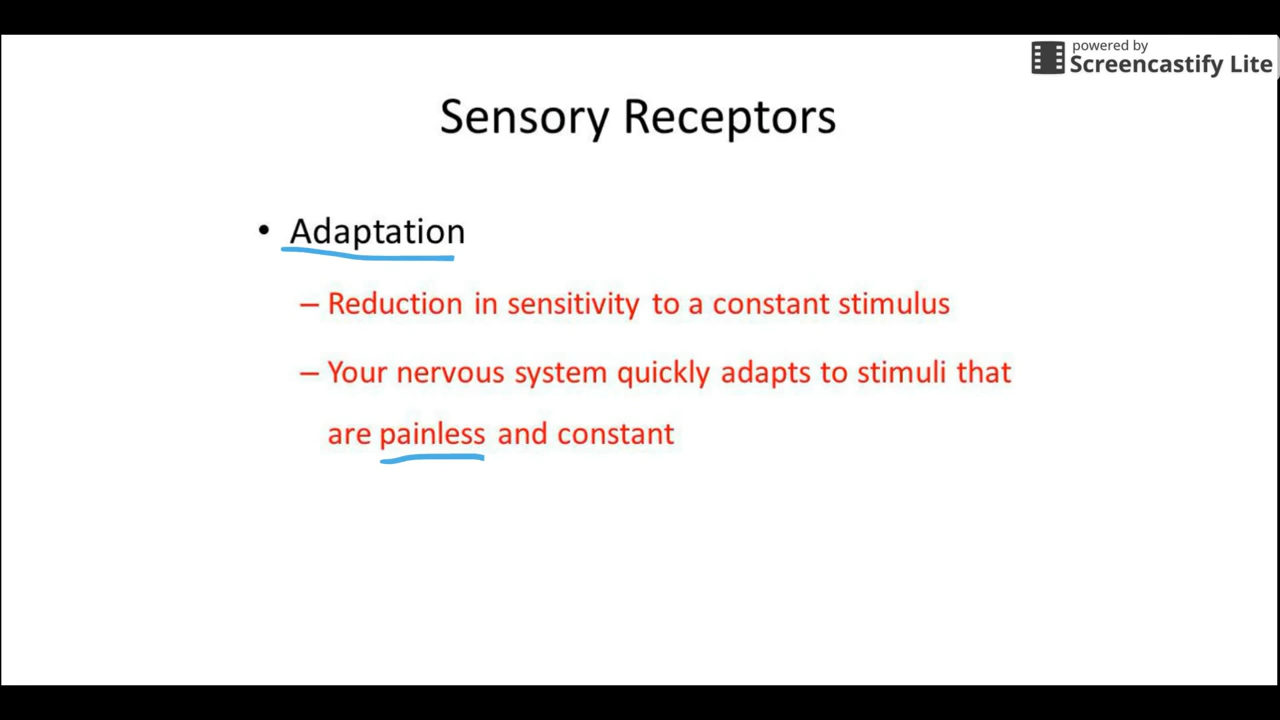 powered by
Screencastify Lite
Sensory Receptors
• Adaptation
– Reduction in sensitivity to a constant stimulus
– Your nervous system quickly adapts to stimuli that
are painless and constant